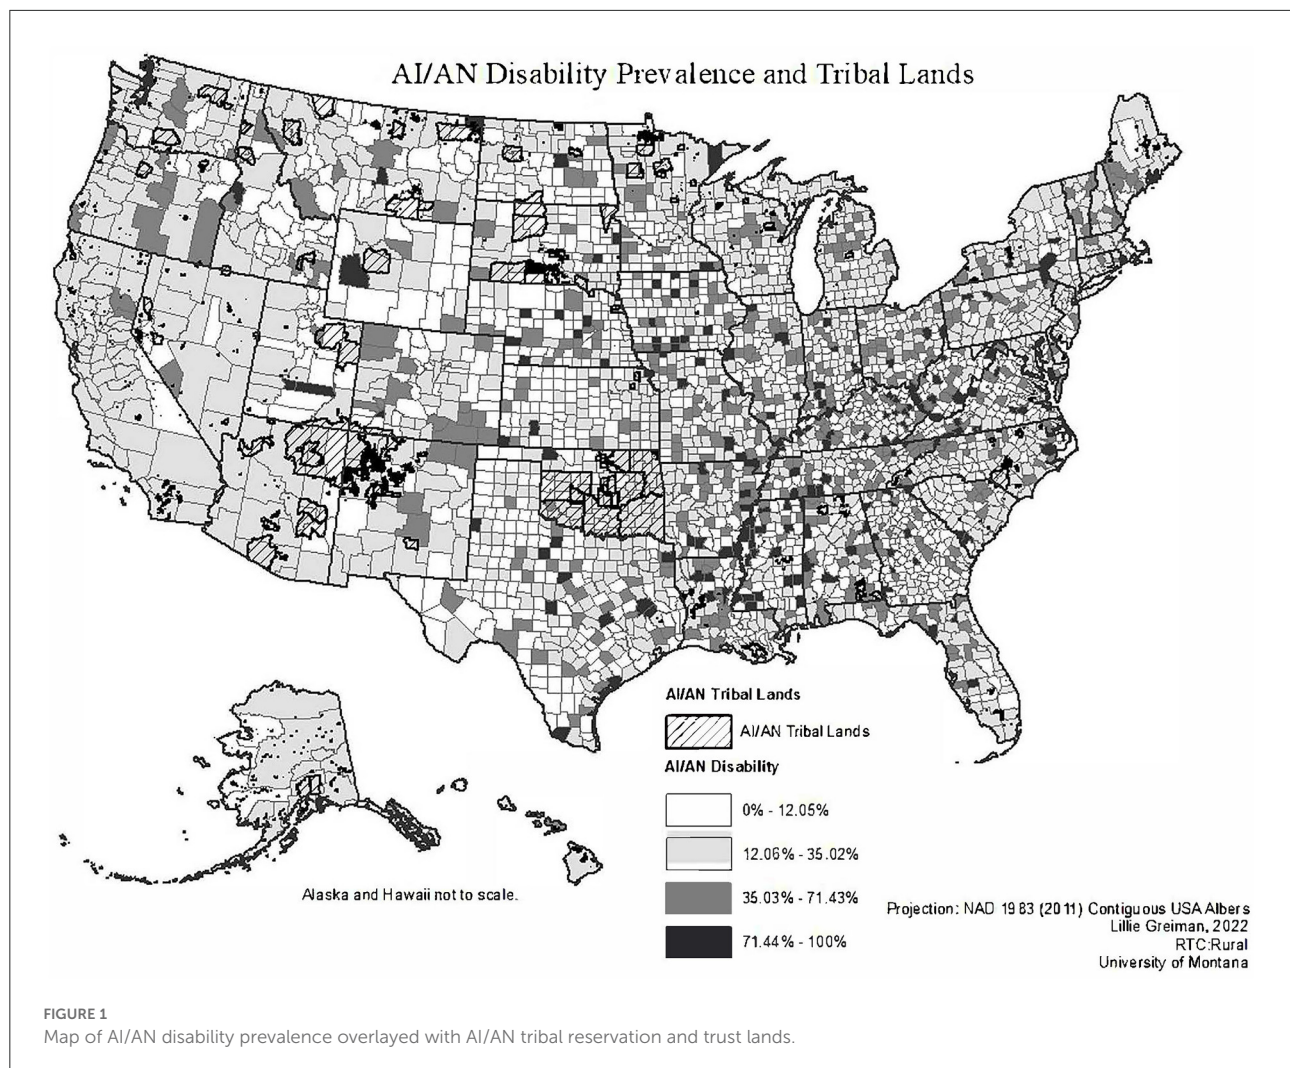 AI/AN Disability Prevalence and Tribal Lands
AI/AN Tribal Lands
AI/AN Tribal Lands
AI/AN Disability
0% - 12.05%
12.06% - 35.02%
35.03% - 71.43%
71.44% - 100%
Alaska and Hawaii not to scale.
Projection: NAD 1983 (2011) Contiguous USA Albers
Lillie Greiman, 2022
RTC:Rural
University of Montana
FIGURE 1
Map of AI/AN disability prevalence overlayed with AI/AN tribal reservation and trust lands.